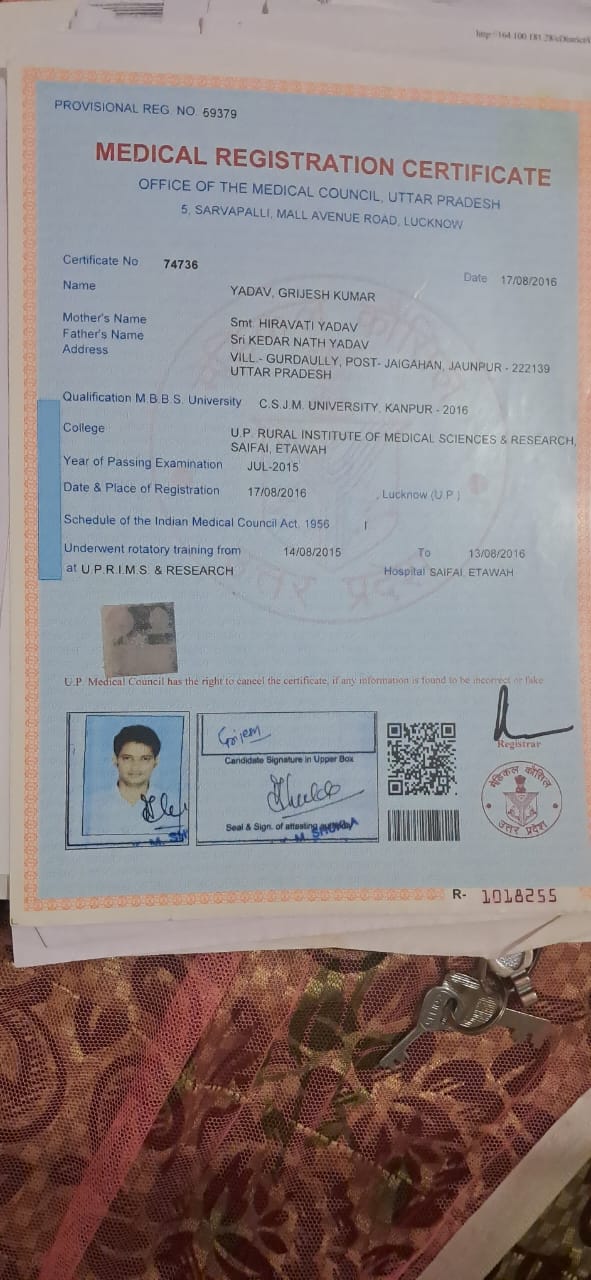 http://164.100.181.28/eDistrict
PROVISIONAL REG. NO. 59379
MEDICAL REGISTRATION CERTIFICATE
OFFICE OF THE MEDICAL COUNCIL, UTTAR PRADESH
5, SARVAPALLI, MALL AVENUE ROAD, LUCKNOW
Certificate No 74736
Date 17/08/2016
Name YADAV, GRIJESH KUMAR
Mother's Name Smt. HIRAVATI YADAV
Father's Name Sri KEDAR NATH YADAV
Address VILL.- GURDAULLY, POST- JAIGAHAN, JAUNPUR - 222139
UTTAR PRADESH
Qualification M.B.B.S. University C.S.J.M. UNIVERSITY, KANPUR - 2016
College U.P. RURAL INSTITUTE OF MEDICAL SCIENCES & RESEARCH,
SAIFAI, ETAWAH
Year of Passing Examination JUL-2015
Date & Place of Registration 17/08/2016 , Lucknow (U.P.)
Schedule of the Indian Medical Council Act. 1956 I
Underwent rotatory training from 14/08/2015 To 13/08/2016
at U.P.R.I.M.S. & RESEARCH Hospital SAIFAI, ETAWAH
U.P. Medical Council has the right to cancel the certificate, if any information is found to be incorrect or fake
Candidate Signature in Upper Box
Seal & Sign. of attesting
Registrar
मेडिकल कौंसिल
उत्तर प्रदेश
R- 1018255